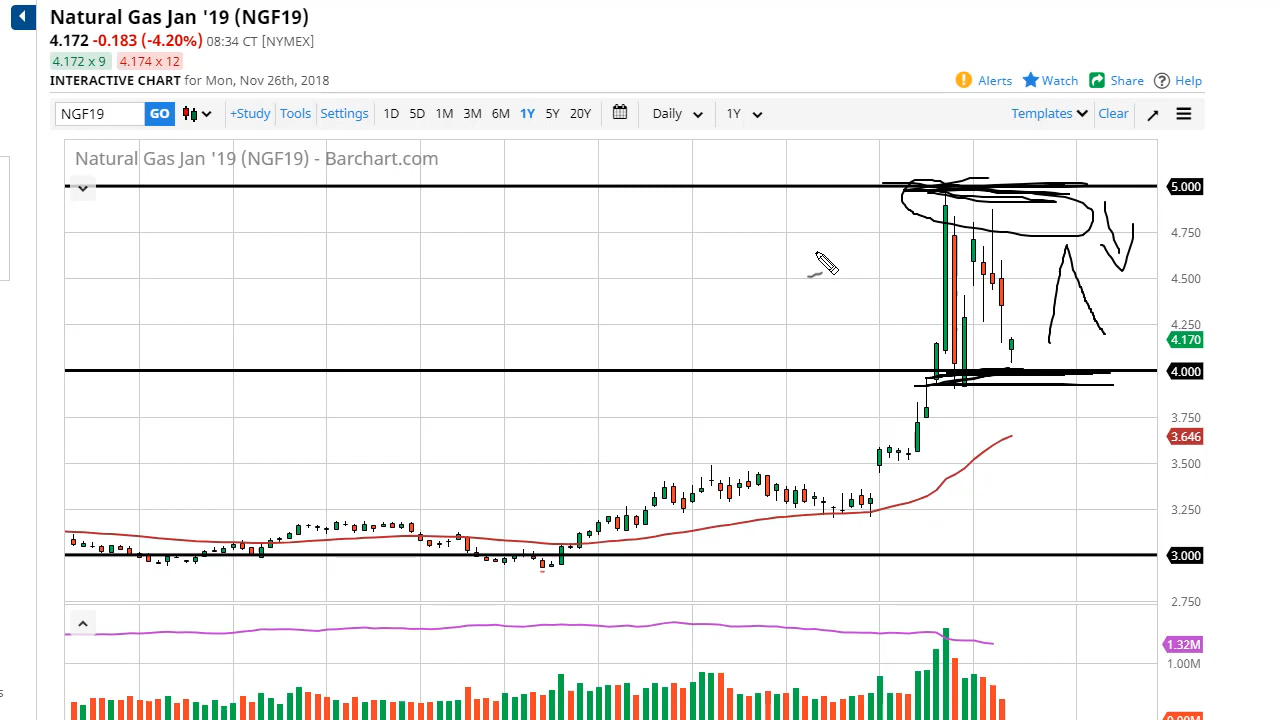 Natural Gas Jan '19 (NGF19)
4.172 -0.183 (-4.20%) 08:34 CT [NYMEX]
4.172 x 9 4.174 x 12
INTERACTIVE CHART for Mon, Nov 26th, 2018
Alerts Watch Share Help
NGF19 GO +Study Tools Settings 1D 5D 1M 3M 6M 1Y 5Y 20Y Daily 1Y Templates Clear
Natural Gas Jan '19 (NGF19) - Barchart.com
5.000
4.750
4.500
4.250
4.170
4.000
3.750
3.646
3.500
3.250
3.000
2.750
1.32M
1.00M
s